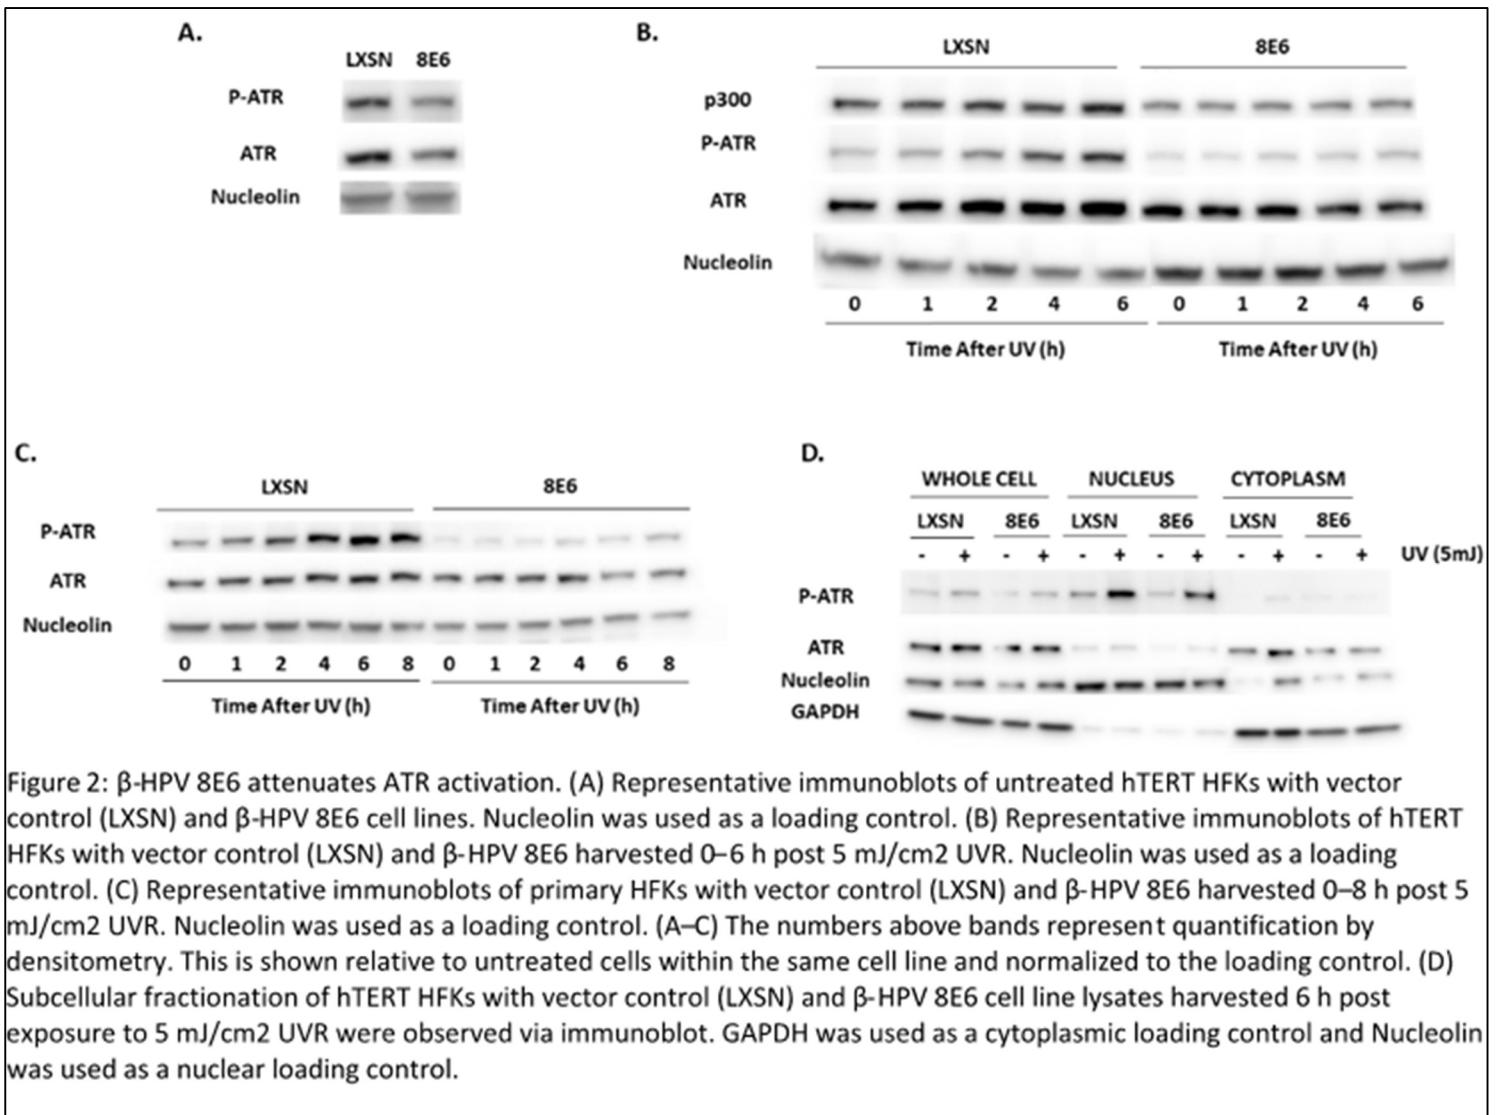 A.
LXSN 8E6
P-ATR
ATR
Nucleolin
B.
LXSN 8E6
p300
P-ATR
ATR
Nucleolin
0 1 2 4 6 0 1 2 4 6
Time After UV (h) Time After UV (h)
C.
LXSN 8E6
P-ATR
ATR
Nucleolin
0 1 2 4 6 8 0 1 2 4 6 8
Time After UV (h) Time After UV (h)
D.
WHOLE CELL NUCLEUS CYTOPLASM
LXSN 8E6 LXSN 8E6 LXSN 8E6
- + - + - + - + - + - + UV (5mJ)
P-ATR
ATR
Nucleolin
GAPDH
Figure 2: β-HPV 8E6 attenuates ATR activation. (A) Representative immunoblots of untreated hTERT HFKs with vector
control (LXSN) and β-HPV 8E6 cell lines. Nucleolin was used as a loading control. (B) Representative immunoblots of hTERT
HFKs with vector control (LXSN) and β-HPV 8E6 harvested 0–6 h post 5 mJ/cm2 UVR. Nucleolin was used as a loading
control. (C) Representative immunoblots of primary HFKs with vector control (LXSN) and β-HPV 8E6 harvested 0–8 h post 5
mJ/cm2 UVR. Nucleolin was used as a loading control. (A–C) The numbers above bands represent quantification by
densitometry. This is shown relative to untreated cells within the same cell line and normalized to the loading control. (D)
Subcellular fractionation of hTERT HFKs with vector control (LXSN) and β-HPV 8E6 cell line lysates harvested 6 h post
exposure to 5 mJ/cm2 UVR were observed via immunoblot. GAPDH was used as a cytoplasmic loading control and Nucleolin
was used as a nuclear loading control.